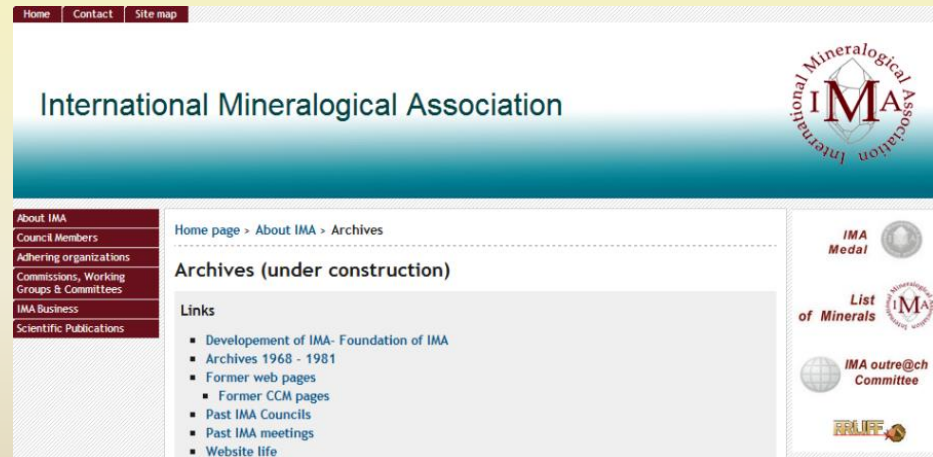 Home
Contact
Site map
International Mineralogical Association
International Mineralogical Association
IMA
About IMA
Council Members
Adhering organizations
Commissions, Working
Groups & Committees
IMA Business
Scientific Publications
Home page > About IMA > Archives
Archives (under construction)
Links
Developement of IMA- Foundation of IMA
Archives 1968 - 1981
Former web pages
Former CCM pages
Past IMA Councils
Past IMA meetings
Website life
IMA
Medal
List
of Minerals
IMA
IMA outre@ch
Committee
RRUFF